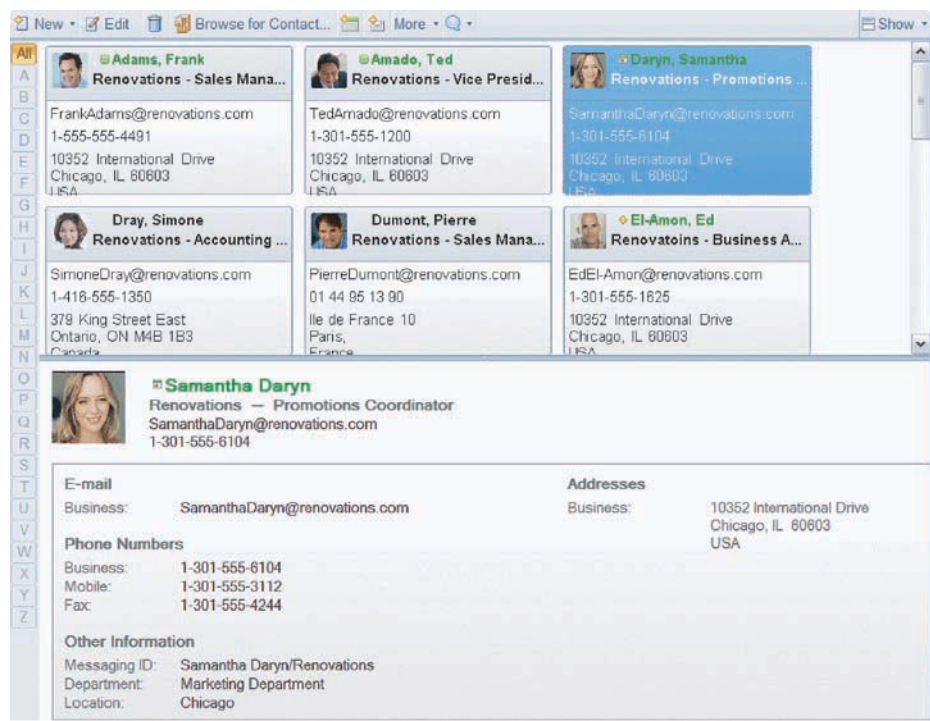 New Edit Browse for Contact... More Show
All
A
B
C
D
E
F
G
H
I
J
K
L
M
N
O
P
Q
R
S
T
U
V
W
X
Y
Z
Adams, Frank
Renovations - Sales Mana...
FrankAdams@renovations.com
1-555-555-4491
10352 International Drive
Chicago, IL 60603
USA
Amado, Ted
Renovations - Vice Presid...
TedAmado@renovations.com
1-301-555-1200
10352 International Drive
Chicago, IL 60603
USA
Daryn, Samantha
Renovations - Promotions ...
SamanthaDaryn@renovations.com
1-301-555-6104
10352 International Drive
Chicago, IL 60603
USA
Dray, Simone
Renovations - Accounting ...
SimoneDray@renovations.com
1-416-555-1350
379 King Street East
Ontario, ON M4B 1B3
Canada
Dumont, Pierre
Renovations - Sales Mana...
PierreDumont@renovations.com
01 44 95 13 90
Ile de France 10
Paris,
France
El-Amon, Ed
Renovatoins - Business A...
EdEl-Amon@renovations.com
1-301-555-1625
10352 International Drive
Chicago, IL 60603
USA
Samantha Daryn
Renovations — Promotions Coordinator
SamanthaDaryn@renovations.com
1-301-555-6104
E-mail
Business: SamanthaDaryn@renovations.com
Phone Numbers
Business: 1-301-555-6104
Mobile: 1-301-555-3112
Fax: 1-301-555-4244
Other Information
Messaging ID: Samantha Daryn/Renovations
Department: Marketing Department
Location: Chicago
Addresses
Business: 10352 International Drive
Chicago, IL 60603
USA